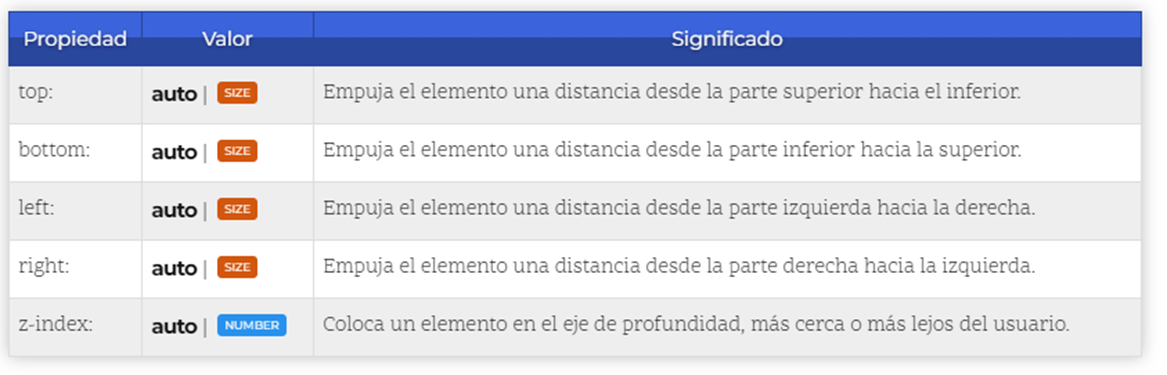 Propiedad Valor Significado
top: auto | SIZE Empuja el elemento una distancia desde la parte superior hacia el inferior.
bottom: auto | SIZE Empuja el elemento una distancia desde la parte inferior hacia la superior.
left: auto | SIZE Empuja el elemento una distancia desde la parte izquierda hacia la derecha.
right: auto | SIZE Empuja el elemento una distancia desde la parte derecha hacia la izquierda.
z-index: auto | NUMBER Coloca un elemento en el eje de profundidad, más cerca o más lejos del usuario.